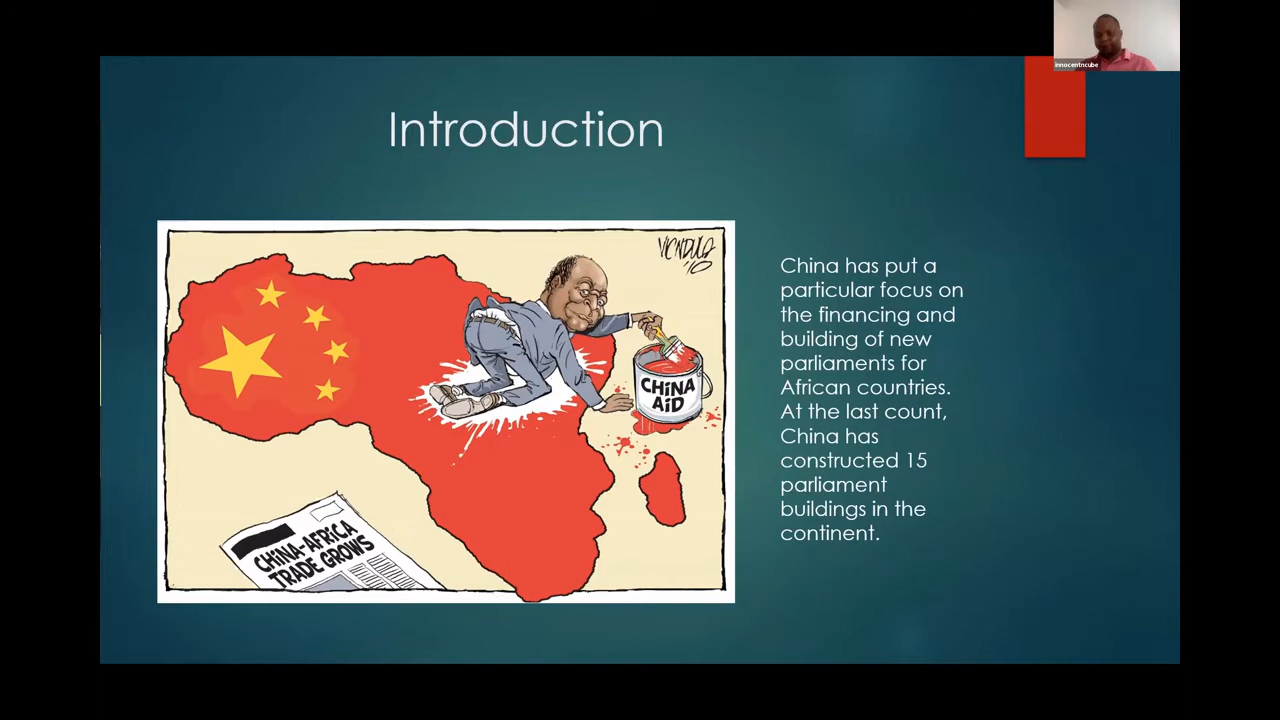 innocentncube
Introduction
'10
CHINA
AID
CHINA-AFRICA
TRADE GROWS
China has put a
particular focus on
the financing and
building of new
parliaments for
African countries.
At the last count,
China has
constructed 15
parliament
buildings in the
continent.